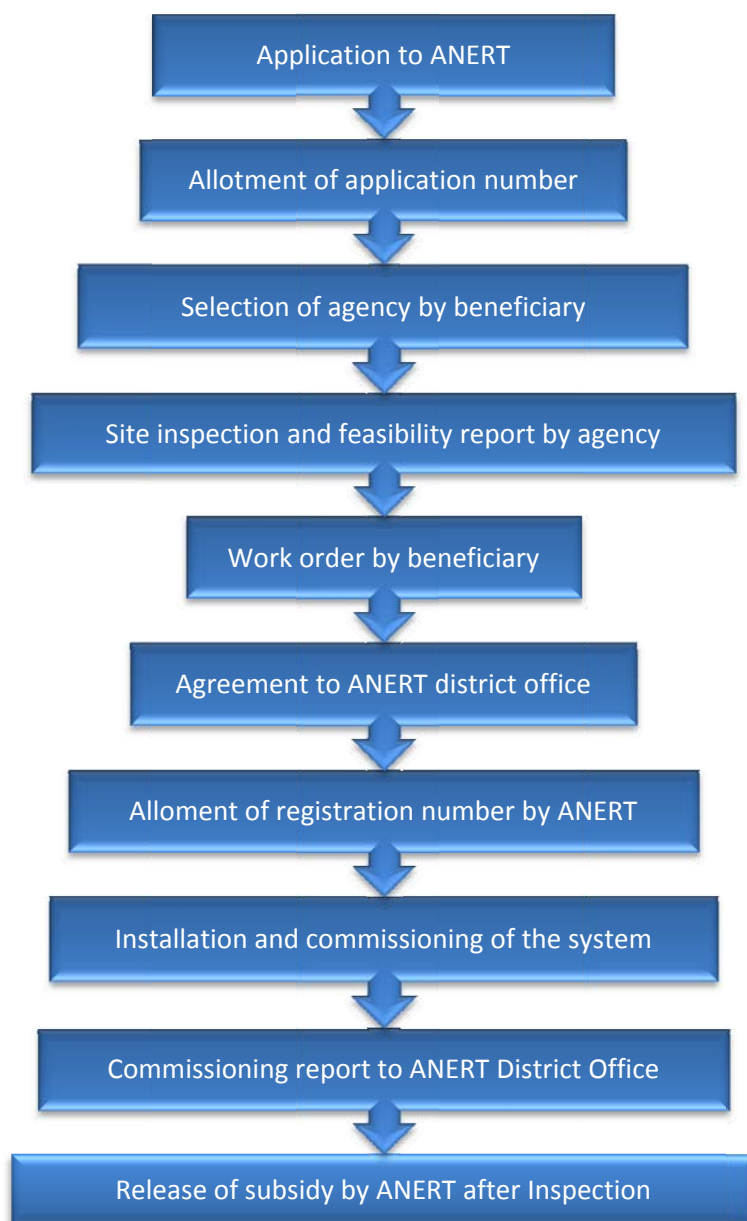 Application to ANERT
Allotment of application number
Selection of agency by beneficiary
Site inspection and feasibility report by agency
Work order by beneficiary
Agreement to ANERT district office
Alloment of registration number by ANERT
Installation and commissioning of the system
Commissioning report to ANERT District Office
Release of subsidy by ANERT after Inspection